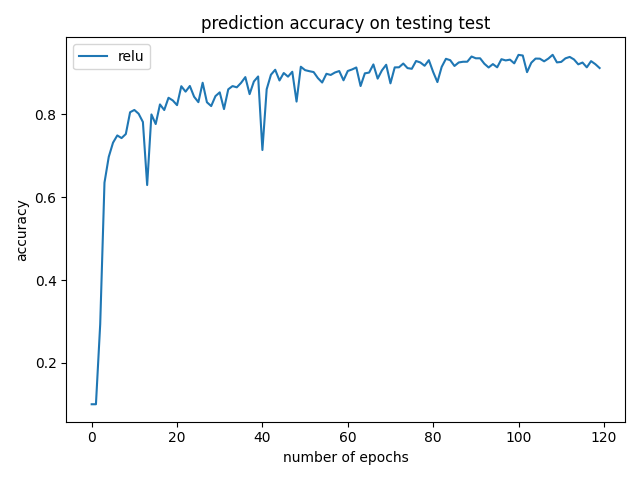 prediction accuracy on testing test
relu
accuracy
0.8
0.6
0.4
0.2
0 20 40 60 80 100 120
number of epochs